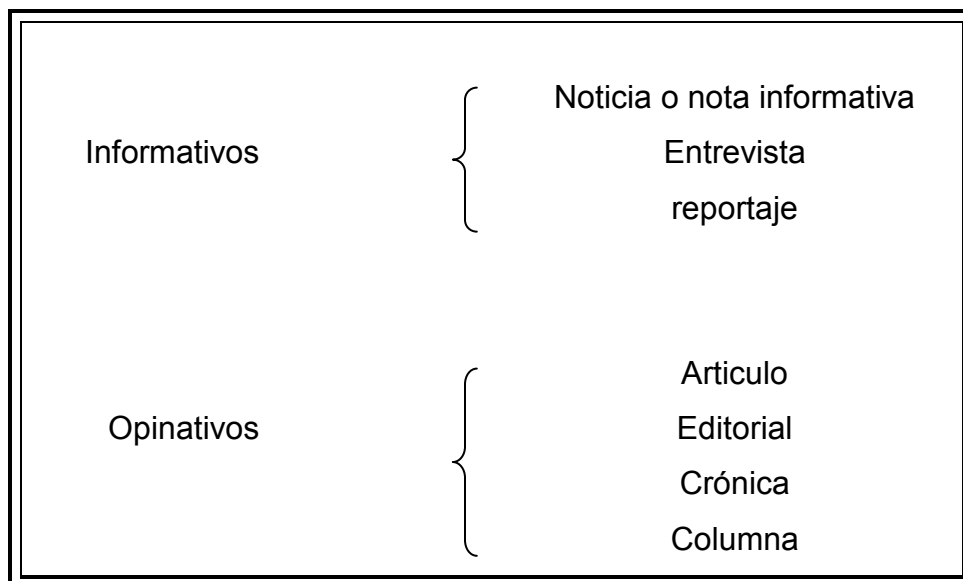 Informativos
Noticia o nota informativa
Entrevista
reportaje
Opinativos
Articulo
Editorial
Crónica
Columna